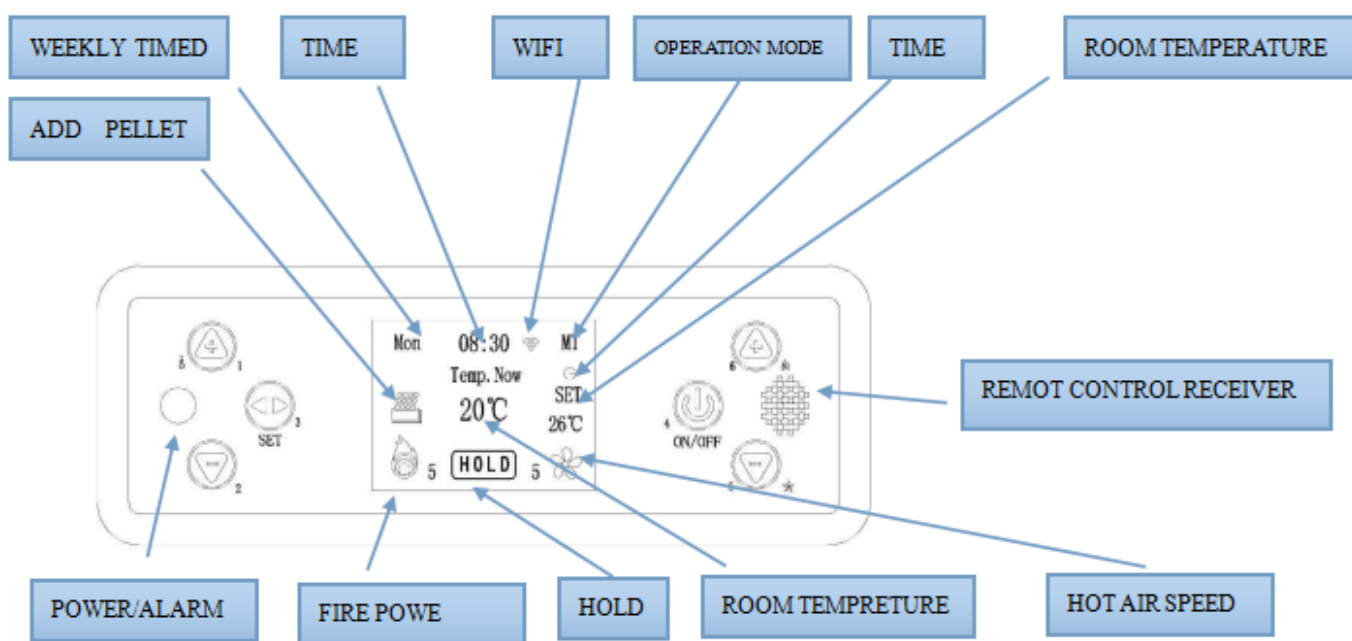 WEEKLY TIMED
TIME
WIFI
OPERATION MODE
TIME
ROOM TEMPERATURE
ADD PELLET
Mon 08:30 M1
Temp. Now
SET
20℃
26℃
5 HOLD 5
1
SET 3
2
6
4
ON/OFF
REMOT CONTROL RECEIVER
POWER/ALARM
FIRE POWE
HOLD
ROOM TEMPRETURE
HOT AIR SPEED